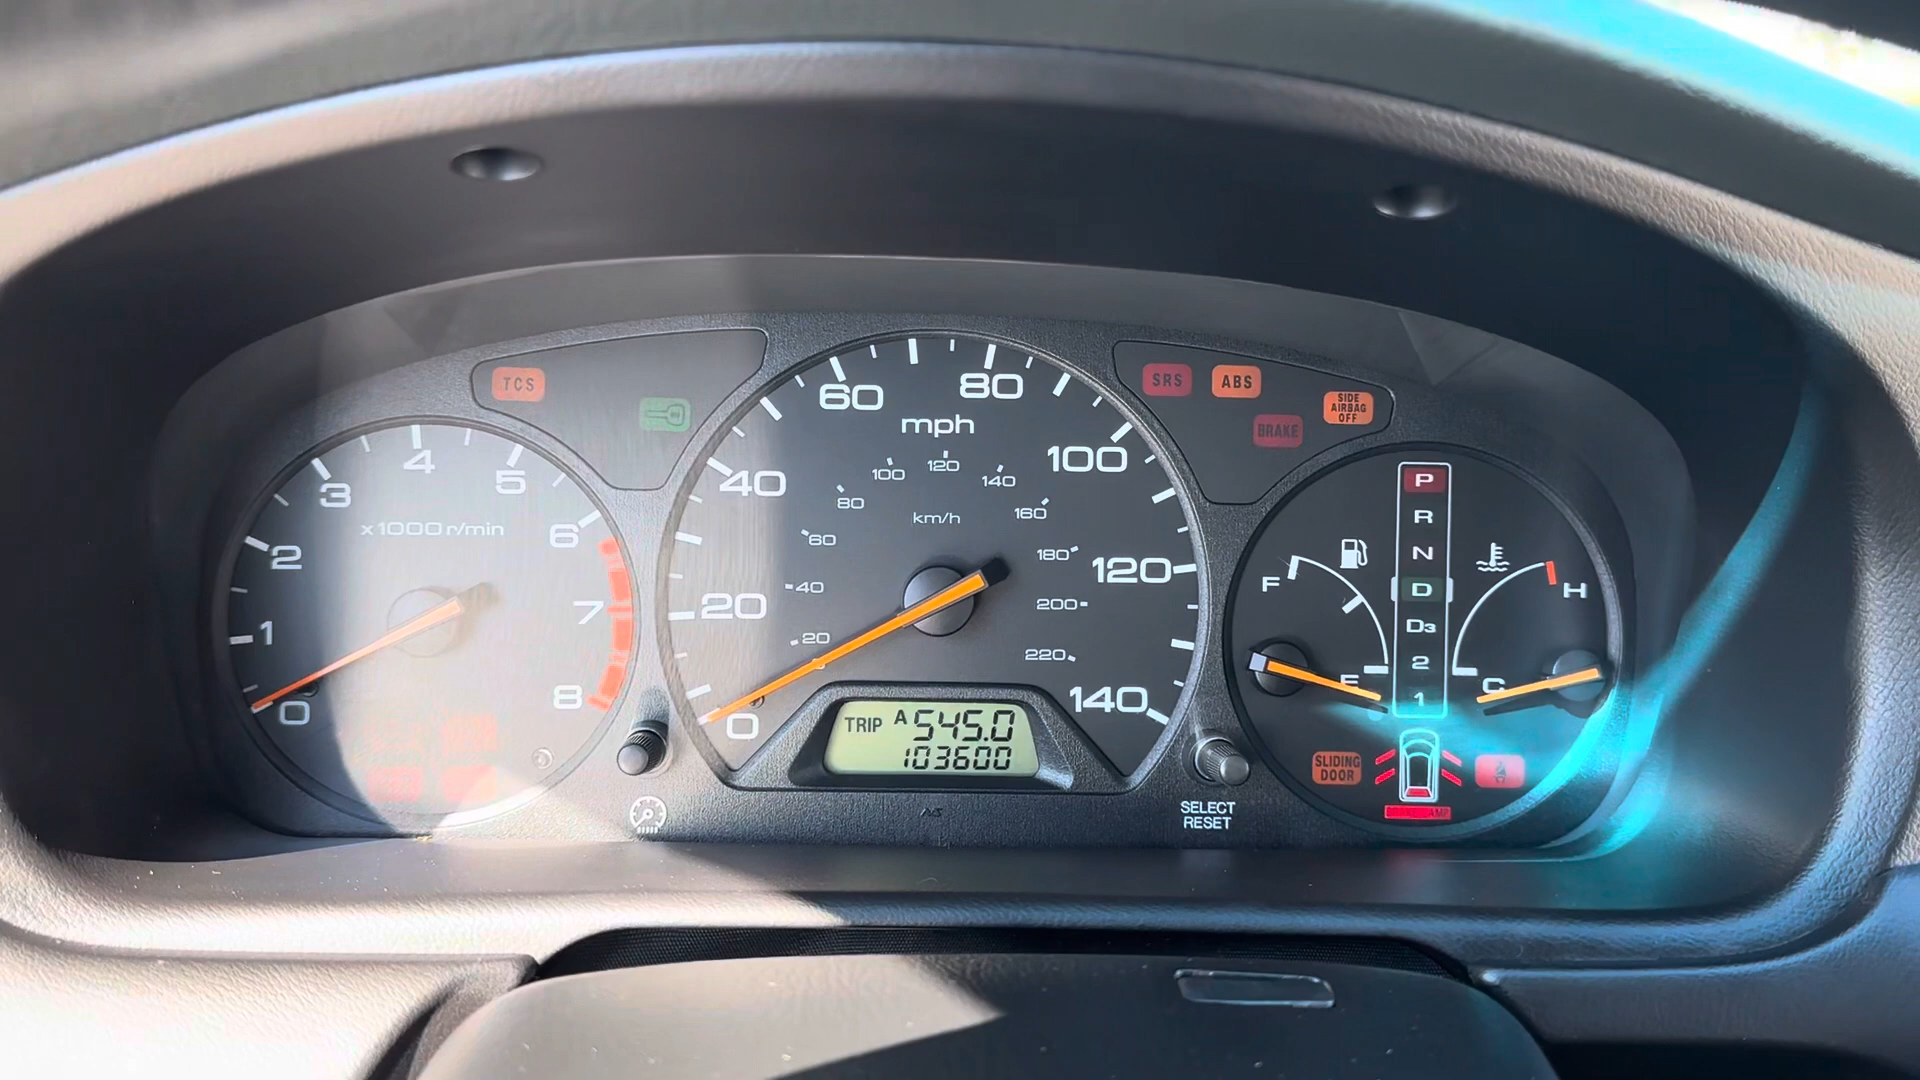 TCS
0
1
2
3
4
5
6
7
8
x1000r/min
0
20
40
60
80
100
120
140
mph
20
40
60
80
100
120
140
160
180
200
220
km/h
TRIP A 545.0
103600
SRS
ABS
BRAKE
SIDE
AIRBAG
OFF
SELECT
RESET
F
E
P
R
N
D
D3
2
1
H
C
SLIDING
DOOR